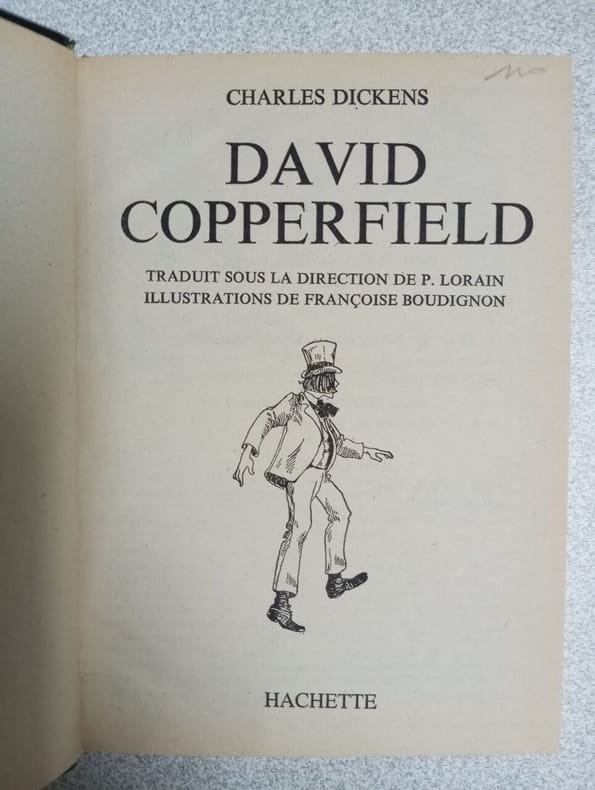 CHARLES DICKENS
DAVID
COPPERFIELD
TRADUIT SOUS LA DIRECTION DE P. LORAIN
ILLUSTRATIONS DE FRANÇOISE BOUDIGNON
HACHETTE